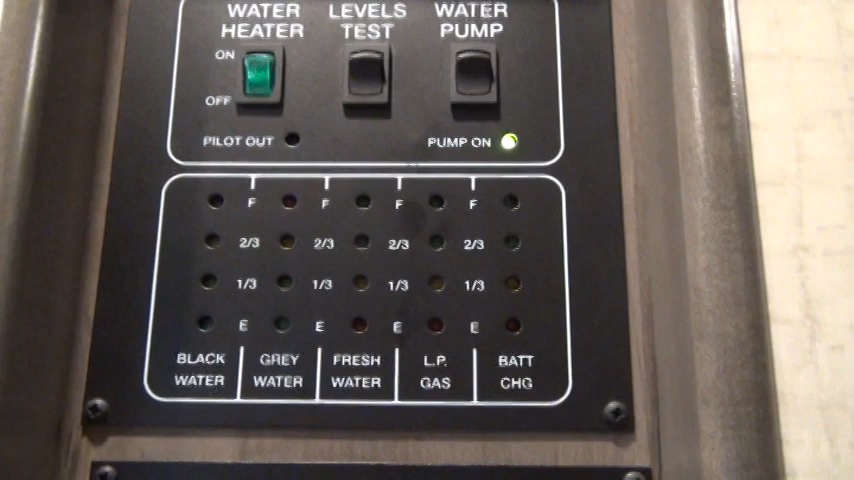 WATER HEATER LEVELS TEST WATER PUMP
ON
OFF
PILOT OUT PUMP ON
F F F F
2/3 2/3 2/3 2/3
1/3 1/3 1/3 1/3
E E E E
BLACK WATER GREY WATER FRESH WATER L.P. GAS BATT CHG